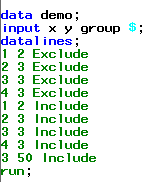 data demo;
input x y group $;
datalines;
1 2 Exclude
2 3 Exclude
3 3 Exclude
4 3 Exclude
1 2 Include
2 3 Include
3 3 Include
4 3 Include
3 50 Include
run;